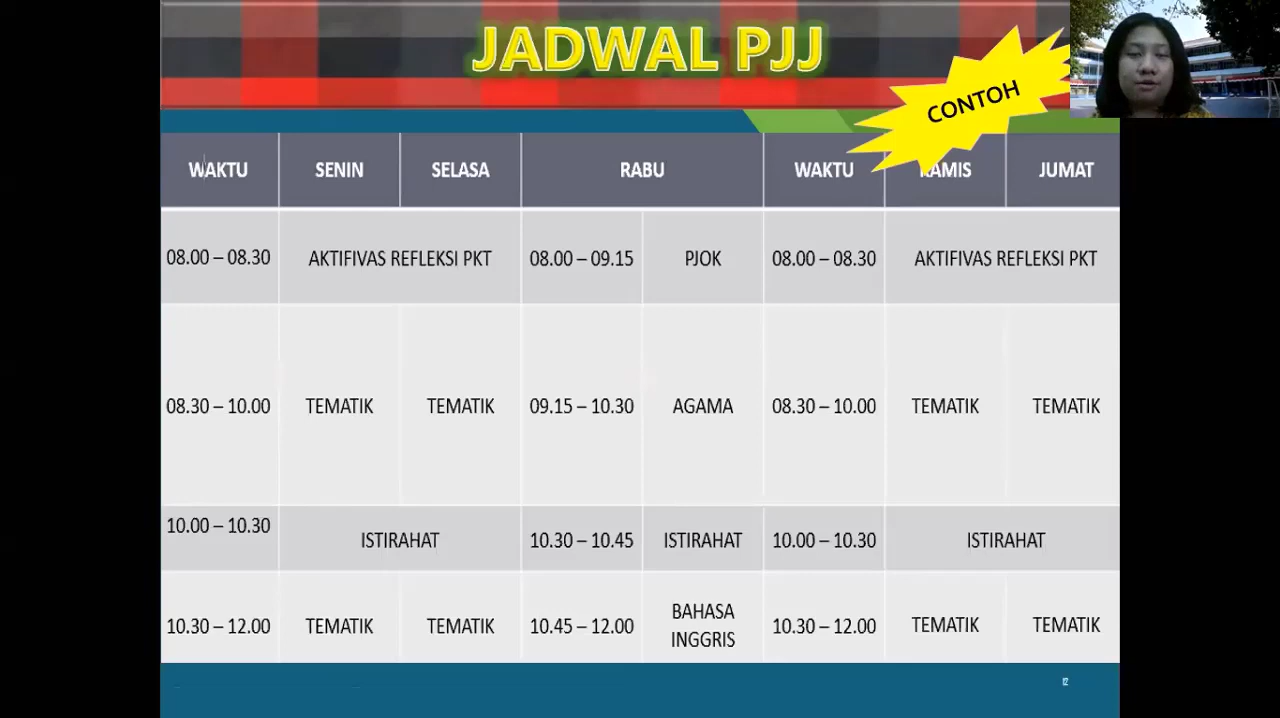 JADWAL PJJ
CONTOH
WAKTU SENIN SELASA RABU WAKTU KAMIS JUMAT
08.00 – 08.30 AKTIFIVAS REFLEKSI PKT 08.00 – 09.15 PJOK 08.00 – 08.30 AKTIFIVAS REFLEKSI PKT
08.30 – 10.00 TEMATIK TEMATIK 09.15 – 10.30 AGAMA 08.30 – 10.00 TEMATIK TEMATIK
10.00 – 10.30 ISTIRAHAT 10.30 – 10.45 ISTIRAHAT 10.00 – 10.30 ISTIRAHAT
10.30 – 12.00 TEMATIK TEMATIK 10.45 – 12.00 BAHASA INGGRIS 10.30 – 12.00 TEMATIK TEMATIK
12